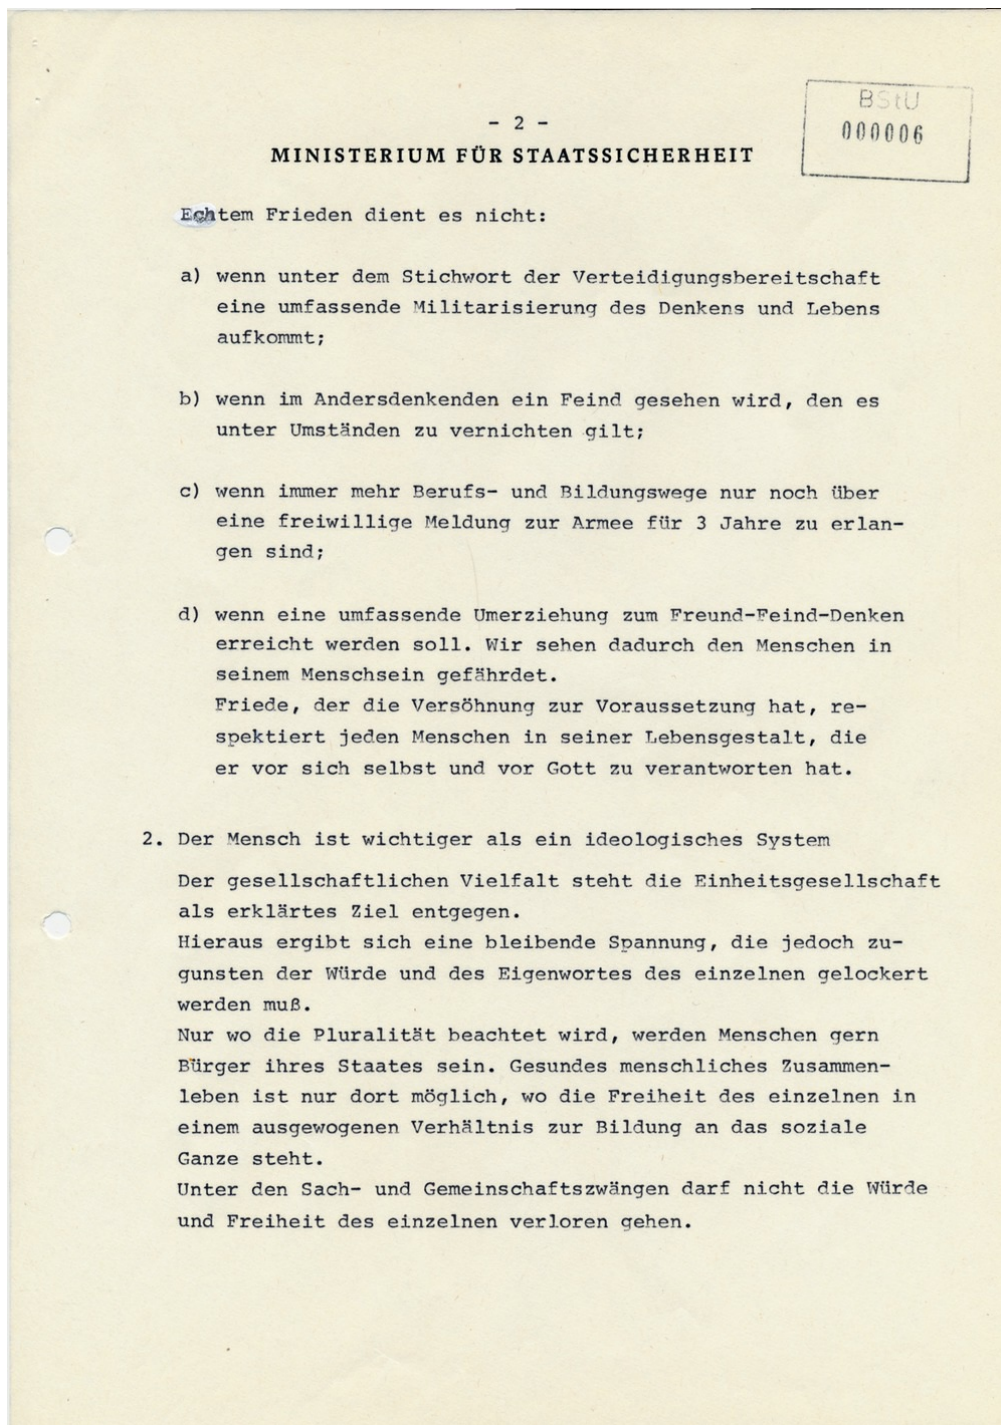 BStU
000006
- 2 -
MINISTERIUM FÜR STAATSSICHERHEIT
Echtem Frieden dient es nicht:
a) wenn unter dem Stichwort der Verteidigungsbereitschaft
eine umfassende Militarisierung des Denkens und Lebens
aufkommt;
b) wenn im Andersdenkenden ein Feind gesehen wird, den es
unter Umständen zu vernichten gilt;
c) wenn immer mehr Berufs- und Bildungswege nur noch über
eine freiwillige Meldung zur Armee für 3 Jahre zu erlan-
gen sind;
d) wenn eine umfassende Umerziehung zum Freund-Feind-Denken
erreicht werden soll. Wir sehen dadurch den Menschen in
seinem Menschsein gefährdet.
Friede, der die Versöhnung zur Voraussetzung hat, re-
spektiert jeden Menschen in seiner Lebensgestalt, die
er vor sich selbst und vor Gott zu verantworten hat.
2. Der Mensch ist wichtiger als ein ideologisches System
Der gesellschaftlichen Vielfalt steht die Einheitsgesellschaft
als erklärtes Ziel entgegen.
Hieraus ergibt sich eine bleibende Spannung, die jedoch zu-
gunsten der Würde und des Eigenwortes des einzelnen gelockert
werden muß.
Nur wo die Pluralität beachtet wird, werden Menschen gern
Bürger ihres Staates sein. Gesundes menschliches Zusammen-
leben ist nur dort möglich, wo die Freiheit des einzelnen in
einem ausgewogenen Verhältnis zur Bildung an das soziale
Ganze steht.
Unter den Sach- und Gemeinschaftszwängen darf nicht die Würde
und Freiheit des einzelnen verloren gehen.